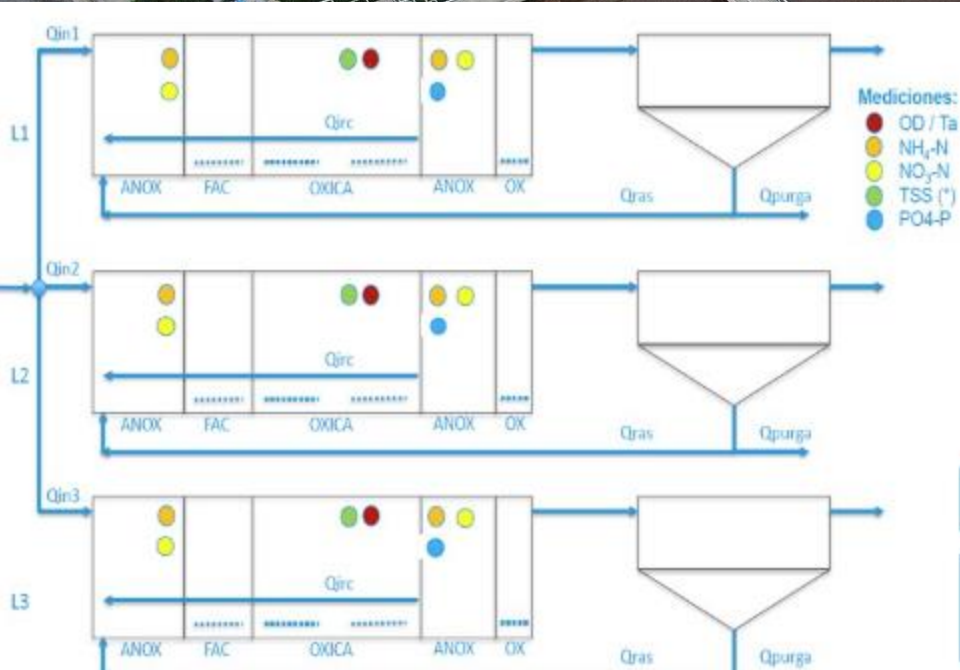 Qin1
L1
Qirc
ANOX FAC OXICA ANOX OX
Qras Qpurga
Mediciones:
OD / Ta
NH4-N
NO3-N
TSS (*)
PO4-P
Qin2
L2
Qirc
ANOX FAC OXICA ANOX OX
Qras Qpurga
Qin3
L3
Qirc
ANOX FAC OXICA ANOX OX
Qras Qpurga